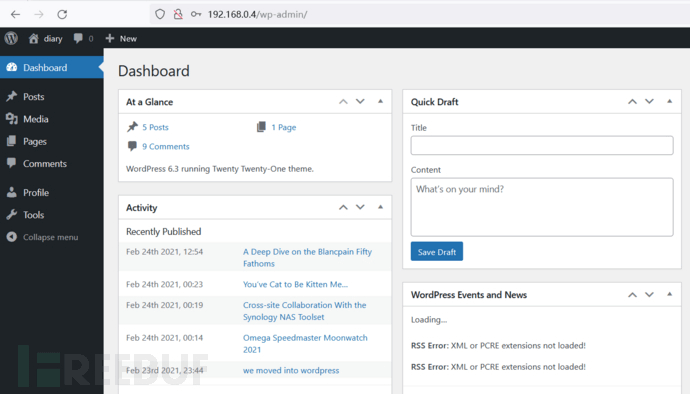 192.168.0.4/wp-admin/
diary
0
New
Dashboard
Posts
Media
Pages
Comments
Profile
Tools
Collapse menu
Dashboard
At a Glance
5 Posts
1 Page
9 Comments
WordPress 6.3 running Twenty Twenty-One theme.
Activity
Recently Published
Feb 24th 2021, 12:54 A Deep Dive on the Blancpain Fifty
Fathoms
Feb 24th 2021, 00:23 You've Cat to Be Kitten Me...
Feb 24th 2021, 00:19 Cross-site Collaboration With the
Synology NAS Toolset
Feb 24th 2021, 00:14 Omega Speedmaster Moonwatch
2021
Feb 23rd 2021, 23:44 we moved into wordpress
Quick Draft
Title
Content
What's on your mind?
Save Draft
WordPress Events and News
Loading...
RSS Error: XML or PCRE extensions not loaded!
RSS Error: XML or PCRE extensions not loaded!
FREEBUF